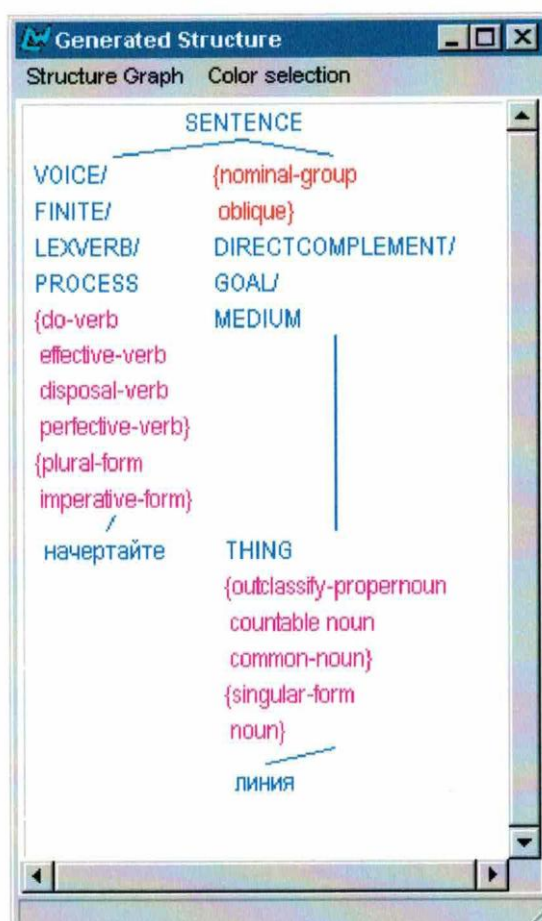 Generated Structure
Structure Graph Color selection
SENTENCE
VOICE/ {nominal-group
FINITE/ oblique}
LEXVERB/ DIRECTCOMPLEMENT/
PROCESS GOAL/
{do-verb MEDIUM
effective-verb
disposal-verb
perfective-verb}
{plural-form
imperative-form}
начертайте THING
{outclassify-propernoun
countable noun
common-noun}
{singular-form
noun}
линия